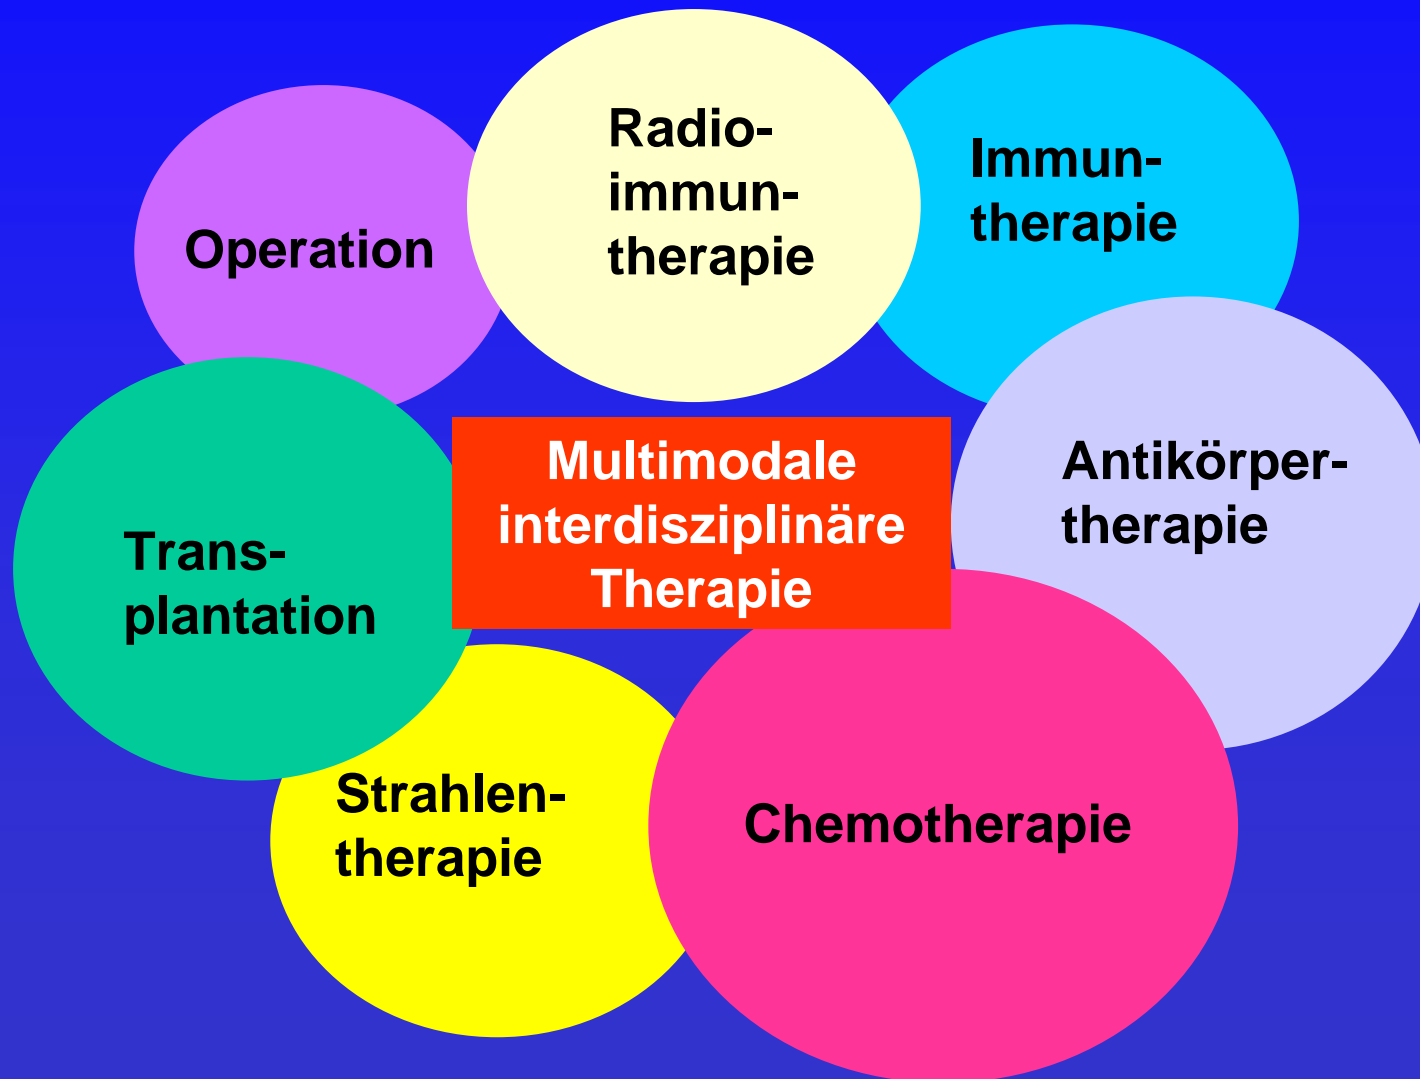 Operation
Radio-
immun-
therapie
Immun-
therapie
Antikörper-
therapie
Multimodale
interdisziplinäre
Therapie
Trans-
plantation
Strahlen-
therapie
Chemotherapie